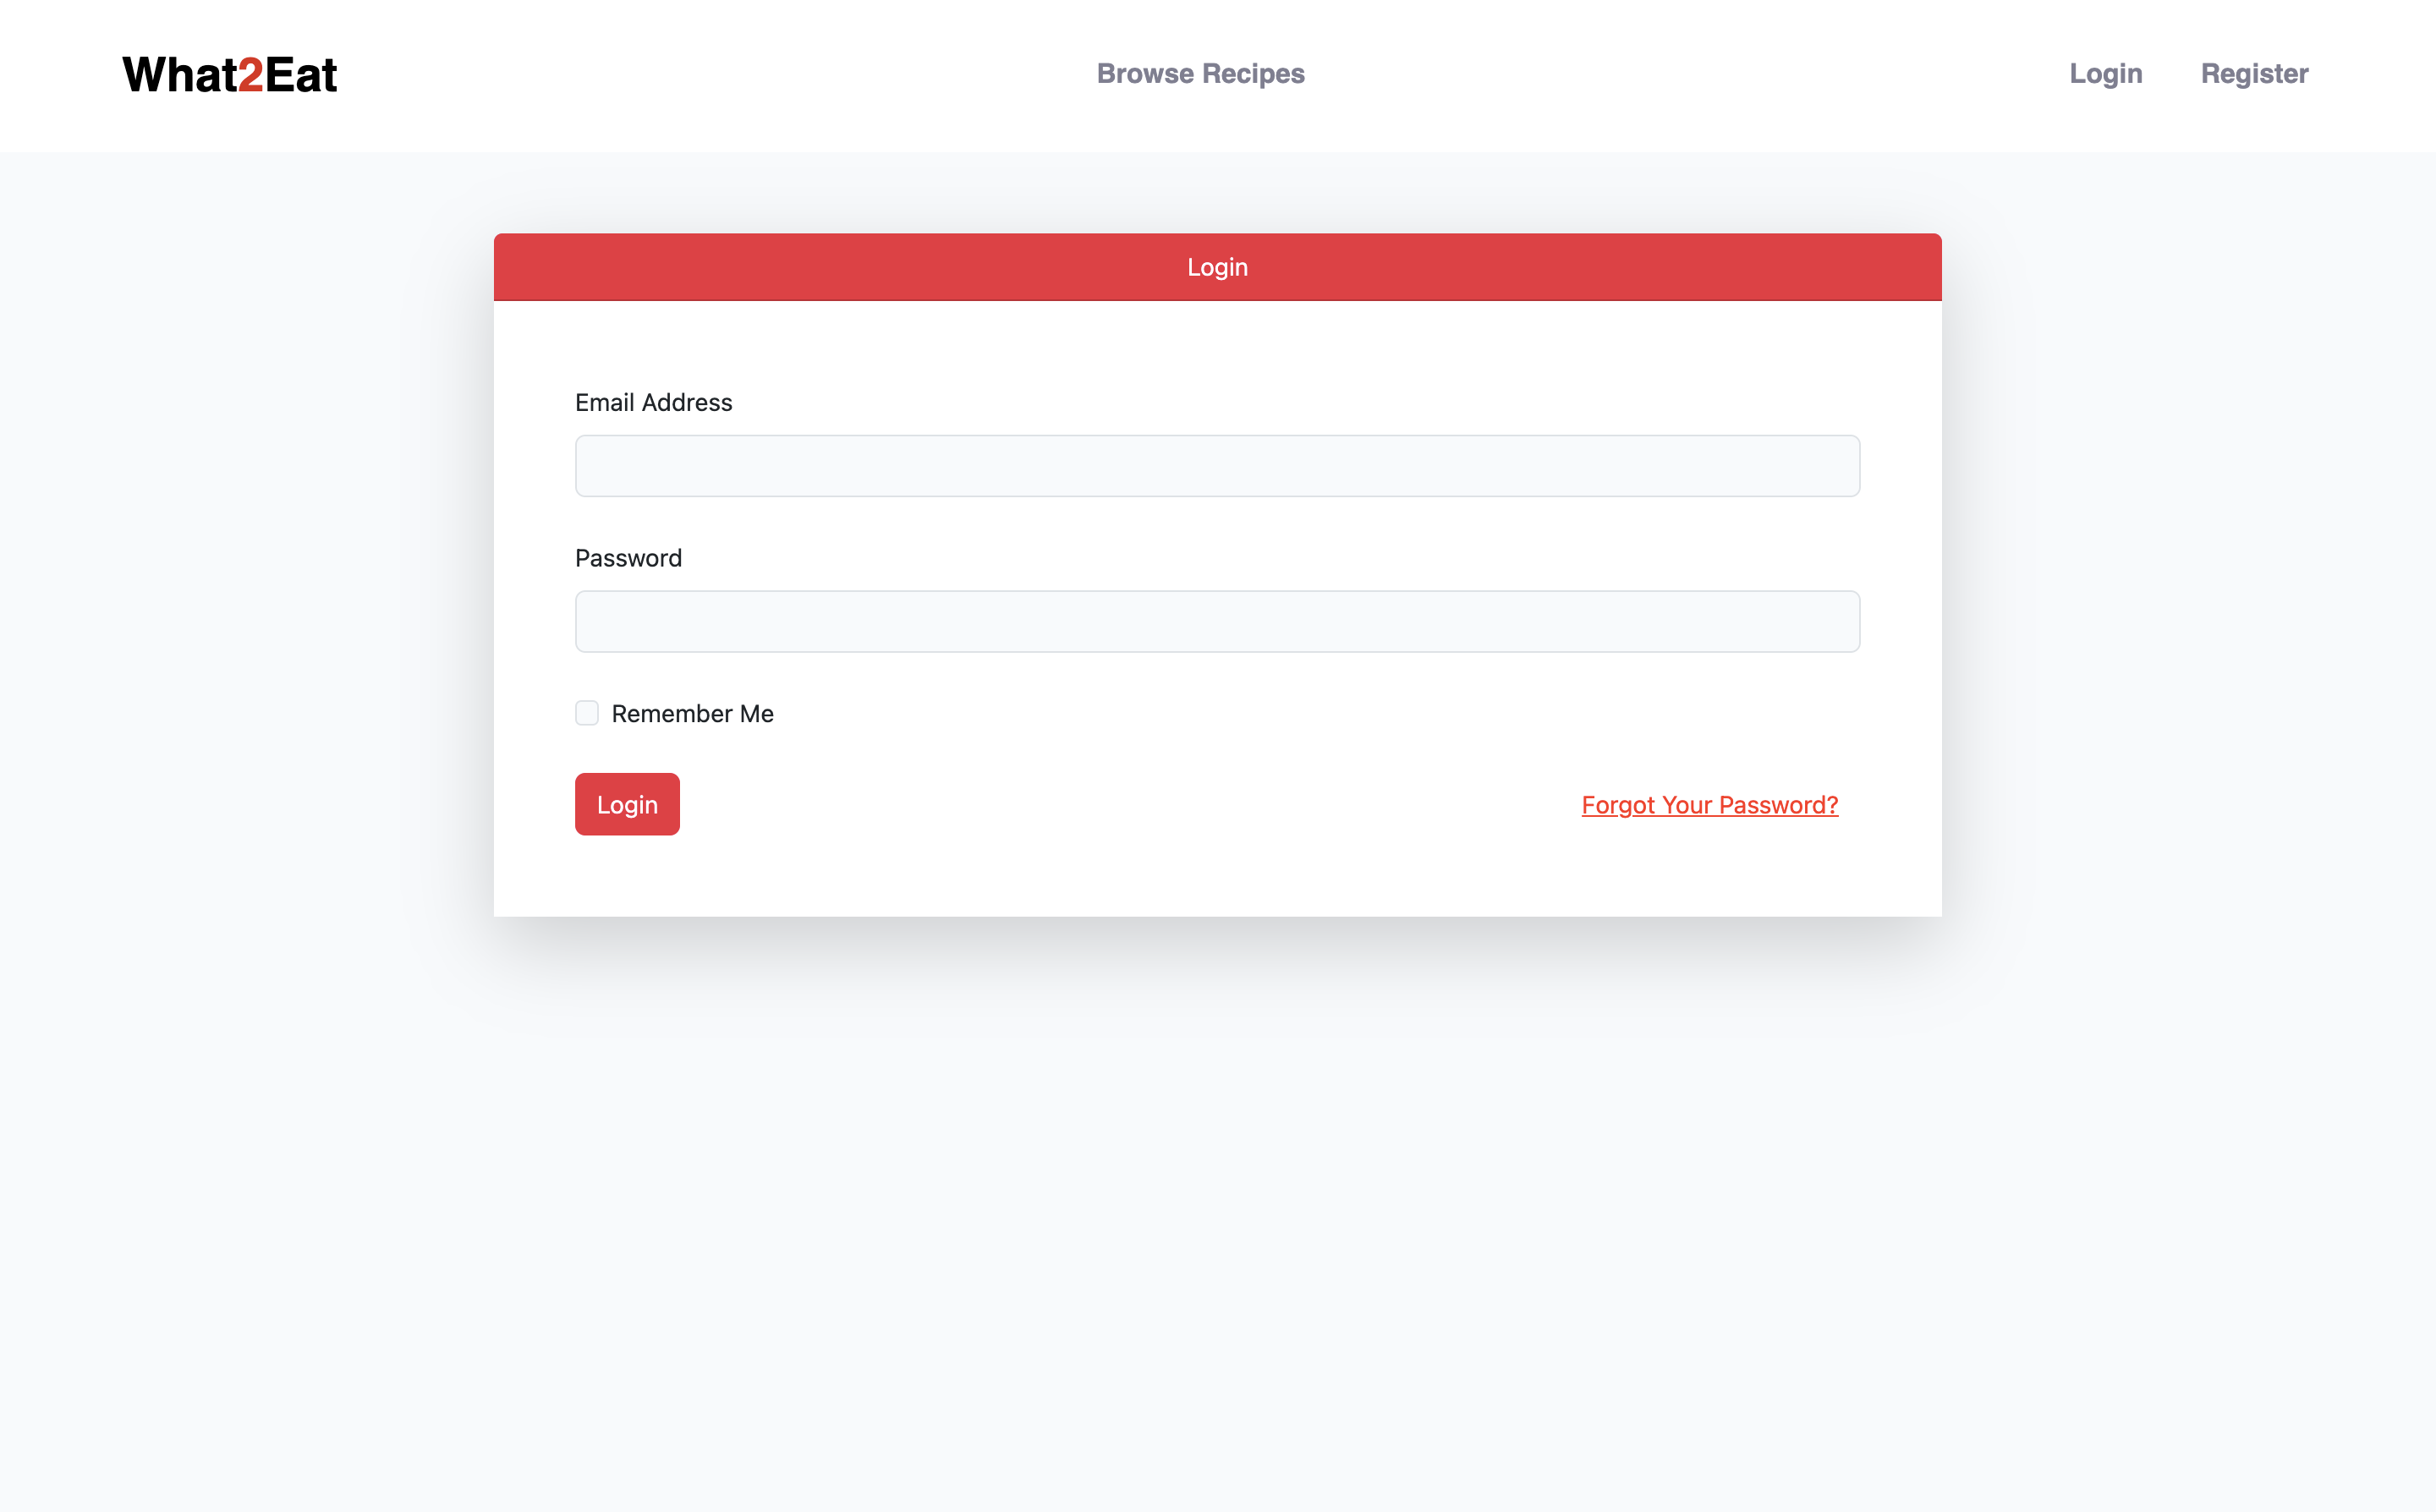 What2Eat Browse Recipes Login Register
Login
Email Address
Password
Remember Me
Login Forgot Your Password?